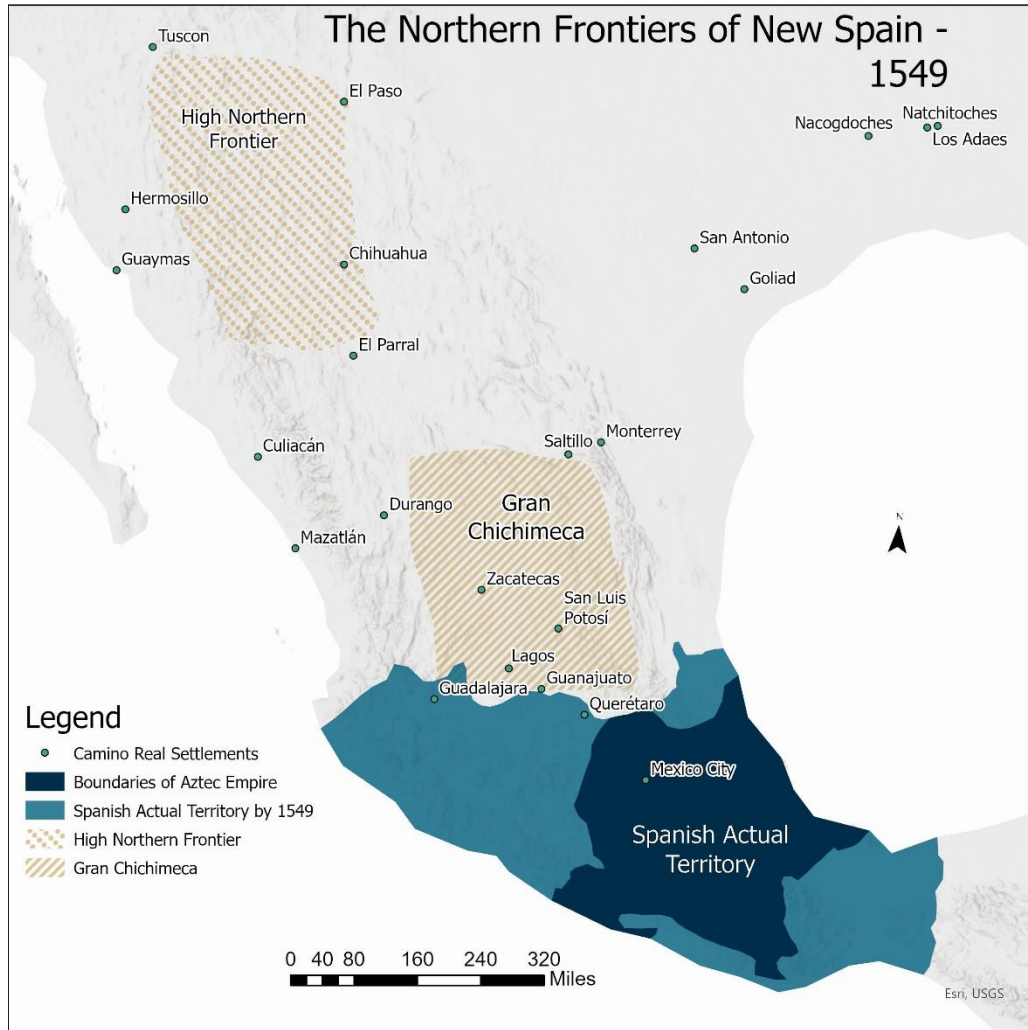 The Northern Frontiers of New Spain -
1549
Tuscon
El Paso
High Northern
Frontier
Natchitoches
Nacogdoches
Los Adaes
Hermosillo
San Antonio
Guaymas
Chihuahua
Goliad
El Parral
Monterrey
Saltillo
Culiacán
Durango
Gran
Chichimeca
N
Mazatlán
Zacatecas
San Luis
Potosí
Lagos
Guanajuato
Guadalajara
Querétaro
Mexico City
Spanish Actual
Territory
Legend
Camino Real Settlements
Boundaries of Aztec Empire
Spanish Actual Territory by 1549
High Northern Frontier
Gran Chichimeca
0 40 80 160 240 320
Miles
Esri, USGS